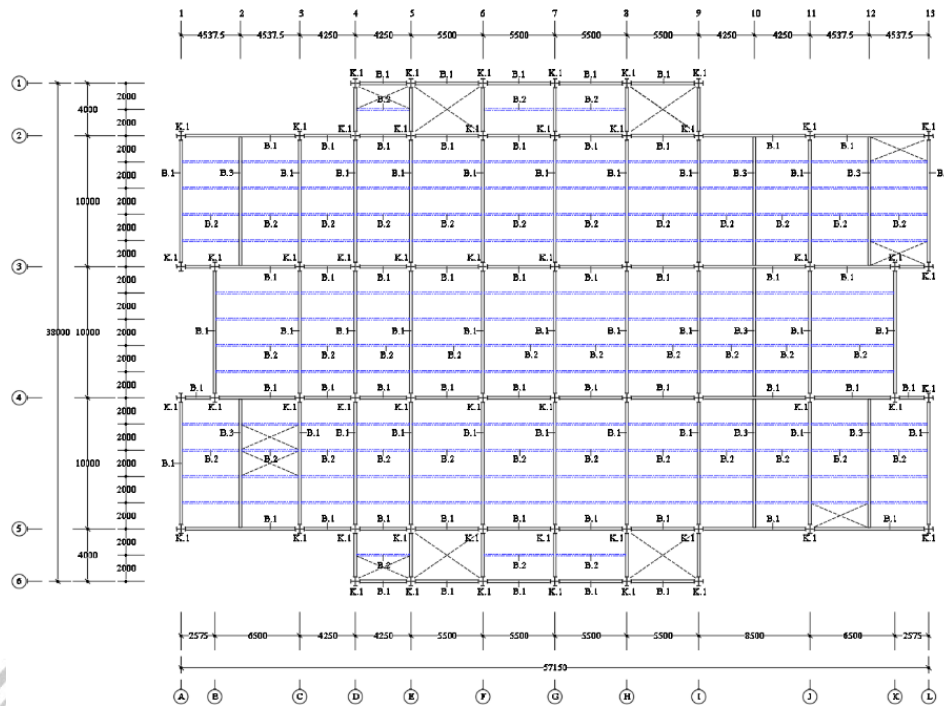 1 2 3 4 5 6 7 8 9 10 11 12 13
4537.5 4537.5 4250 4250 5500 5500 5500 5500 4250 4250 4537.5 4537.5
K.1 B.1 K.1 B.1 K.1 B.1 K.1 B.1 K.1 B.1 K.1
1
2000
B.2 B.2 B.2
4000
2000
K.1 K.1 K.1 K.1 K.1 K.1 K.1 K.1 K.1 K.1
2
B.1 B.1 B.1 B.1 B.1 B.1 B.1 B.1 B.1
2000
B.1 B.3 B.1 B.1 B.1 B.1 B.1 B.1 B.1 B.3 B.1 B.3
2000
10000
2000
B.2 B.2 B.2 B.2 B.2 B.2 B.2 B.2 B.2 B.2 B.2 B.2
2000
2000
K.1 K.1 K.1 K.1 K.1 K.1 K.1 K.1 K.1
3
K.1
B.1 B.1 B.1 B.1 B.1 B.1 B.1 B.1 B.1
2000
2000
38000 10000 2000
B.1 B.1 B.1 B.1 B.1 B.1 B.1 B.1 B.3 B.1 B.1
B.2 B.2 B.2 B.2 B.2 B.2 B.2 B.2 B.2 B.2
2000
2000
B.1 B.1 B.1 B.1 B.1 B.1 B.1 B.1 B.1 B.1 B.1
4
K.1
K.1 K.1 K.1 K.1 K.1 K.1 K.1 K.1 K.1 K.1
2000
B.3 B.1 B.1 B.1 B.1 B.1 B.1 B.1 B.3 B.1 B.3 B.1
2000
10000
2000
B.1 B.2 B.2 B.2 B.2 B.2 B.2 B.2 B.2 B.2 B.2 B.2 B.2
2000
B.1 B.1 B.1 B.1 B.1 B.1 B.1 B.1 B.1
2000
5
K.1 K.1 K.1 K.1 K.1 K.1 K.1 K.1 K.1 K.1
2000
4000
B.2 B.2 B.2
2000
6
K.1 B.1 K.1 B.1 K.1 B.1 K.1 B.1 K.1 B.1 K.1
2575 6500 4250 4250 5500 5500 5500 5500 8500 6500 2575
57150
A B C D E F G H I J K L